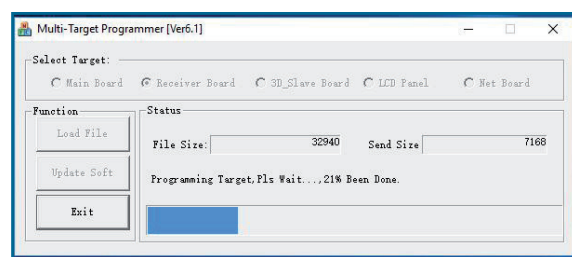 Multi-Target Programmer [Ver6.1]
Select Target:
Main Board Receiver Board 3D_Slave Board LCD Panel Net Board
Function
Status
Load File
File Size: 32940 Send Size 7168
Update Soft
Programming Target,Pls Wait...,21% Been Done.
Exit